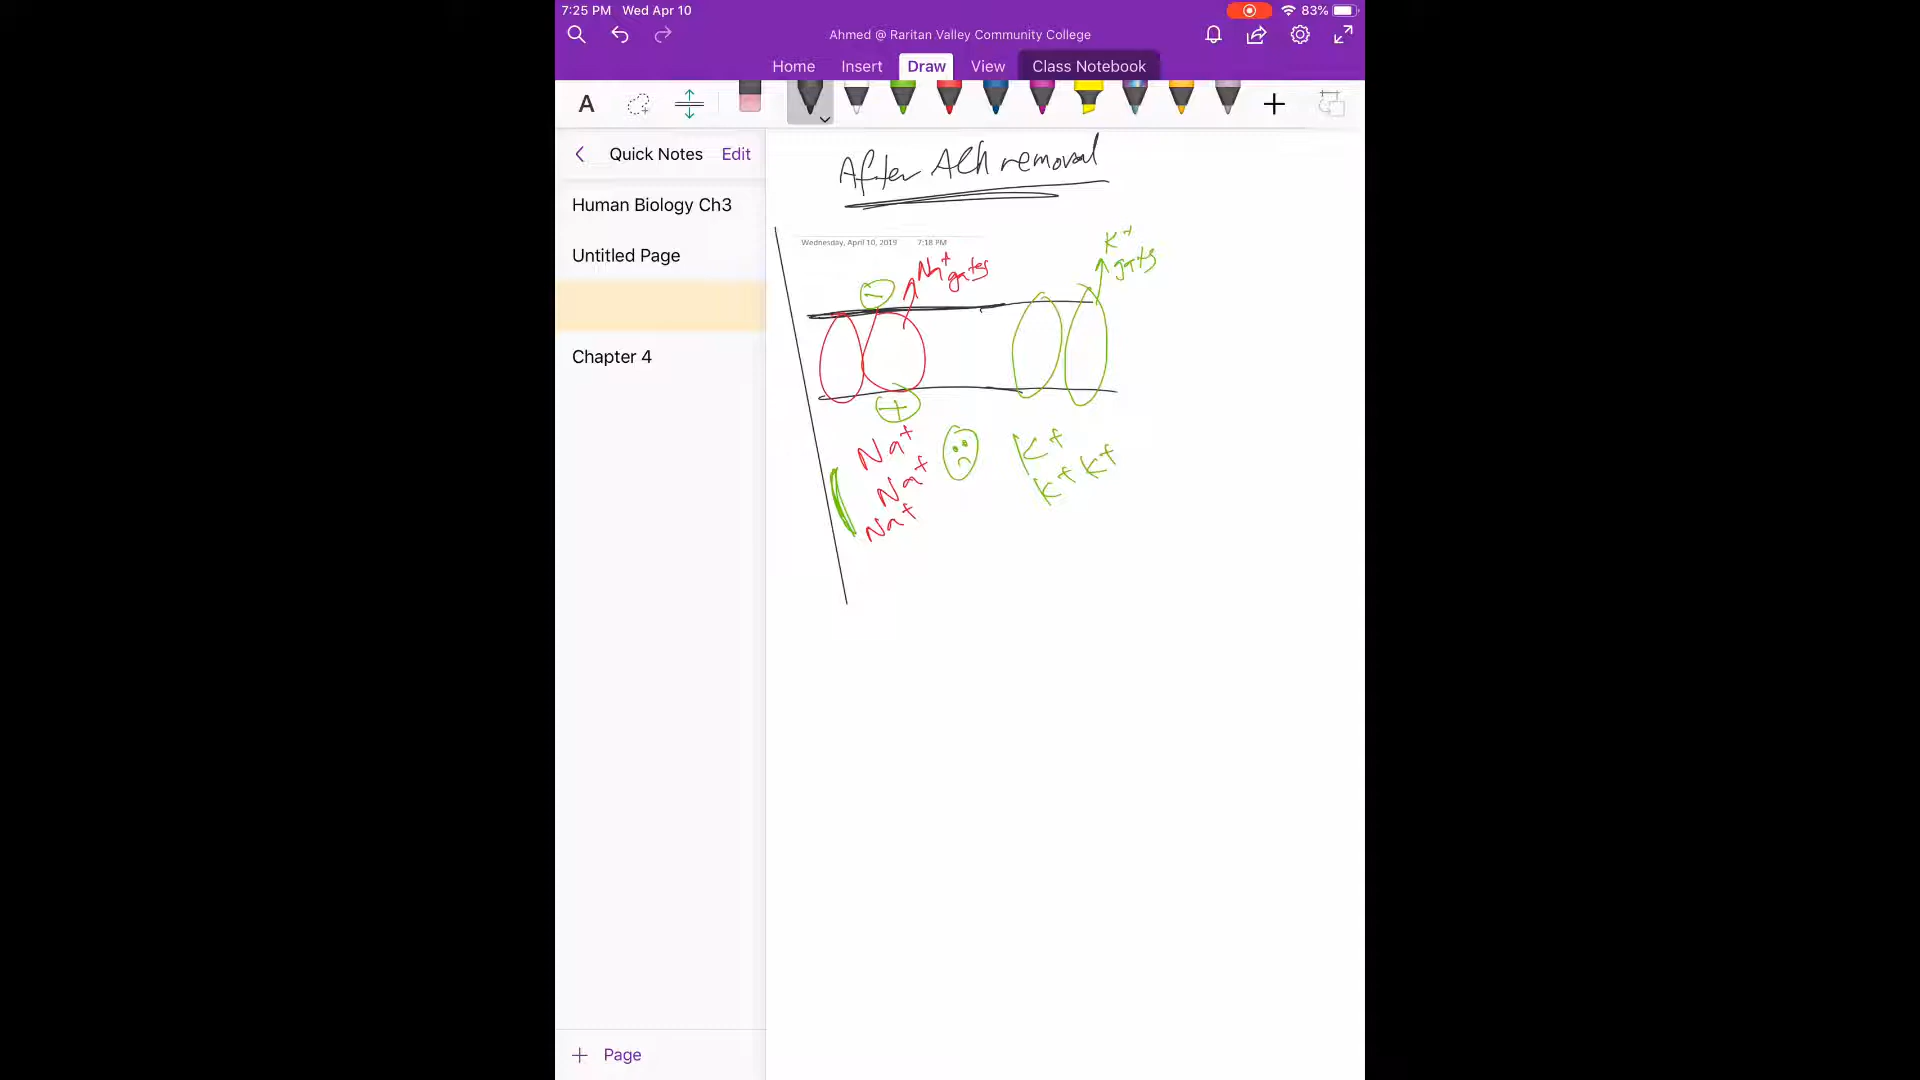 7:25 PM Wed Apr 10
83%
Ahmed @ Raritan Valley Community College
Home Insert Draw View Class Notebook
A
Quick Notes Edit
Human Biology Ch3
Untitled Page
Chapter 4
+ Page
After ACh removal
Wednesday, April 10, 2019 7:18 PM
Na+ gates
K+ gates
−
+
Na+
Na+
Na+
K+
K+ K+